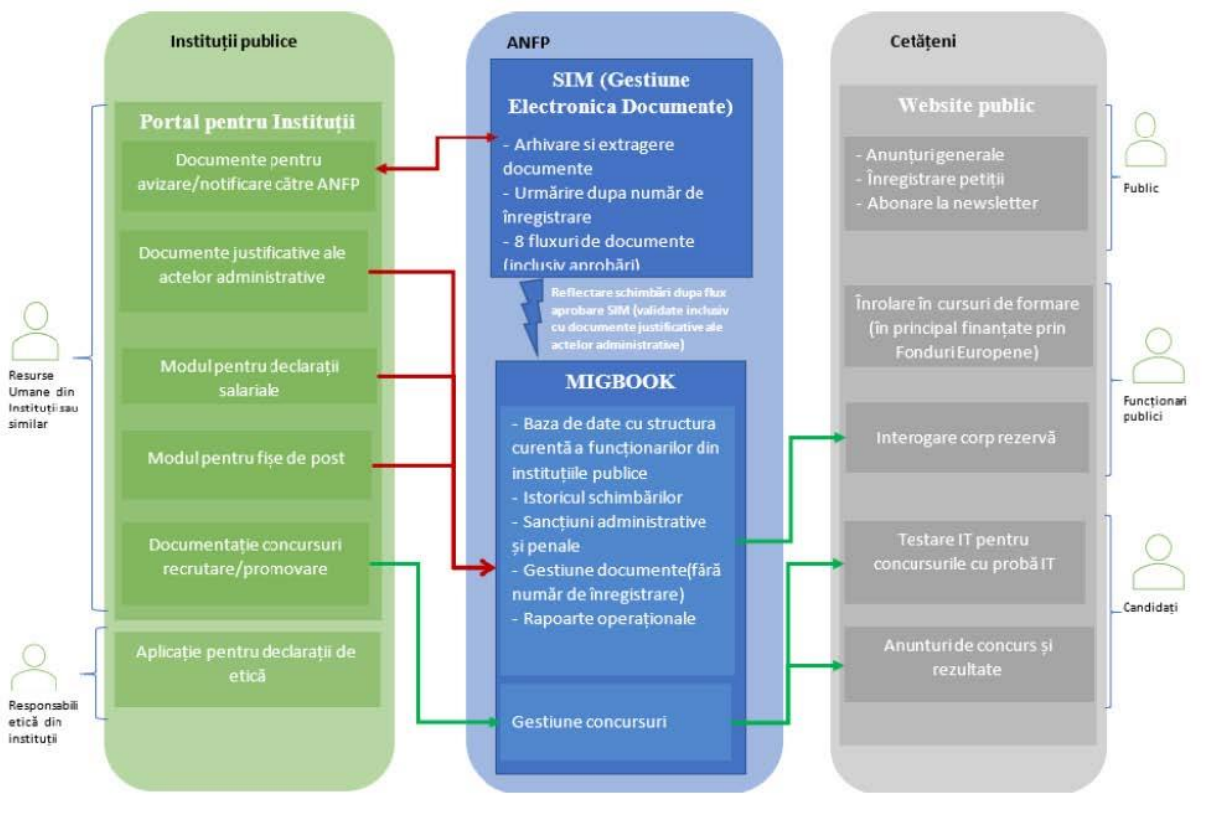 Instituții publice
Portal pentru Instituții
Documente pentru
avizare/notificare către ANFP
Documente justificative ale
actelor administrative
Modul pentru declarații
salariale
Modul pentru fișe de post
Documentație concursuri
recrutare/promovare
Aplicație pentru declarații de
etică
Resurse
Umane din
Instituții sau
similar
Responsabili
etică din
instituții
ANFP
SIM (Gestiune
Electronica Documente)
- Arhivare si extragere
documente
- Urmărire dupa număr de
înregistrare
- 8 fluxuri de documente
(inclusiv aprobări)
Reflectare schimbări dupa flux
aprobare SIM (validate inclusiv
cu documente justificative ale
actelor administrative)
MIGBOOK
- Baza de date cu structura
curentă a funcționarilor din
instituțiile publice
- Istoricul schimbărilor
- Sancțiuni administrative
și penale
- Gestiune documente(fără
număr de înregistrare)
- Rapoarte operaționale
Gestiune concursuri
Cetățeni
Website public
- Anunțuri generale
- Înregistrare petiții
- Abonare la newsletter
Înrolare în cursuri de formare
(în principal finanțate prin
Fonduri Europene)
Interogare corp rezervă
Testare IT pentru
concursurile cu probă IT
Anunturi de concurs și
rezultate
Public
Funcționari
publici
Candidați